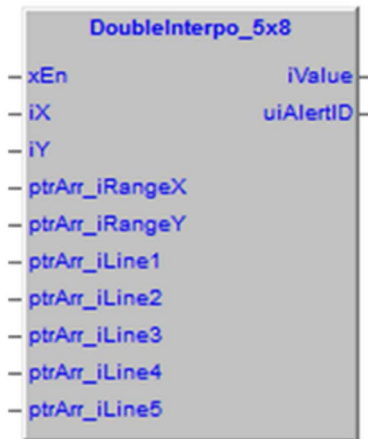 DoubleInterpo_5x8
xEn iValue
iX uiAlertID
iY
ptrArr_iRangeX
ptrArr_iRangeY
ptrArr_iLine1
ptrArr_iLine2
ptrArr_iLine3
ptrArr_iLine4
ptrArr_iLine5